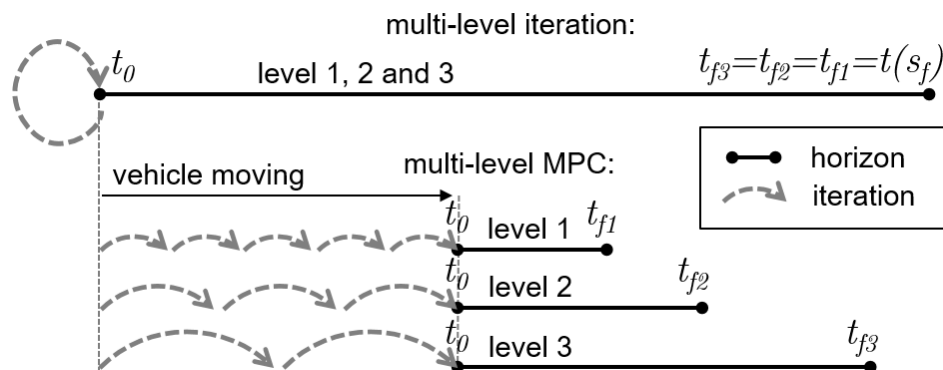 multi-level iteration:
t0
level 1, 2 and 3
tf3=tf2=tf1=t(sf)
multi-level MPC:
horizon
iteration
vehicle moving
t0
level 1
tf1
t0
level 2
tf2
t0
level 3
tf3